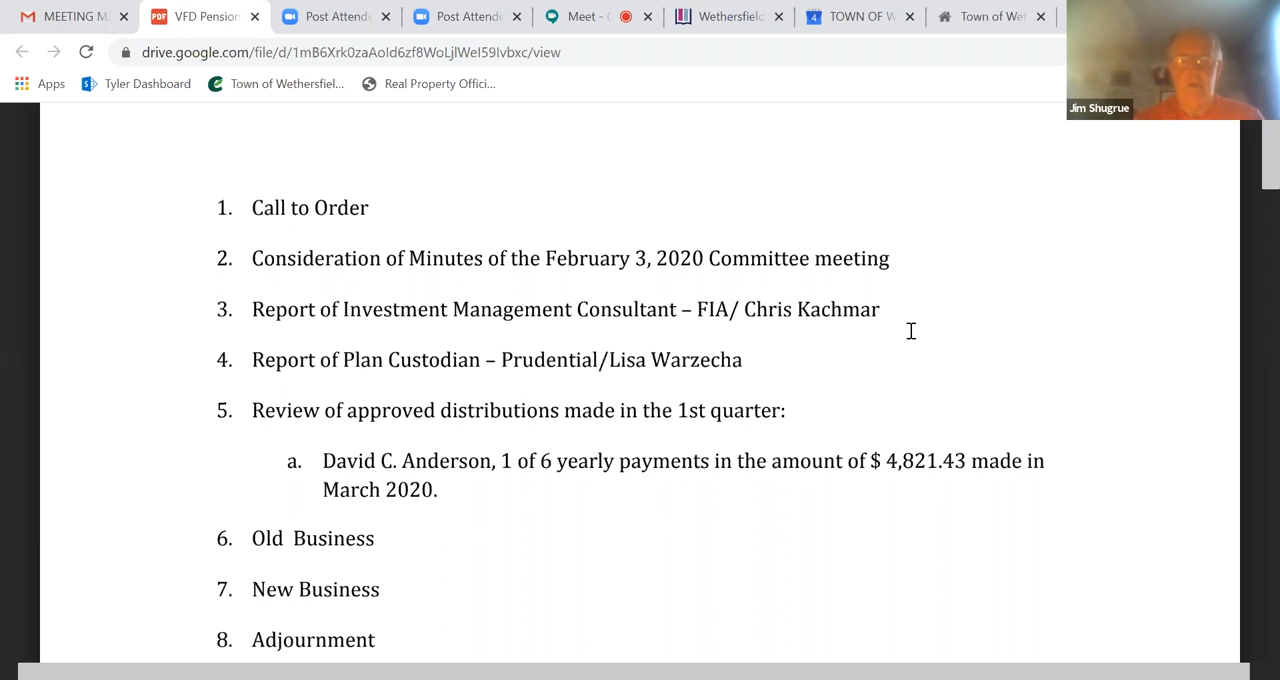 MEETING M
VFD Pension
Post Attende
Post Attende
Meet -
Wethersfield
TOWN OF W
Town of Wet
drive.google.com/file/d/1mB6Xrk0zaAoId6zf8WoLjlWeI59Ivbxc/view
Apps
Tyler Dashboard
Town of Wethersfiel...
Real Property Offici...
Jim Shugrue
1. Call to Order
2. Consideration of Minutes of the February 3, 2020 Committee meeting
3. Report of Investment Management Consultant – FIA/ Chris Kachmar
4. Report of Plan Custodian – Prudential/Lisa Warzecha
5. Review of approved distributions made in the 1st quarter:
a. David C. Anderson, 1 of 6 yearly payments in the amount of $ 4,821.43 made in
March 2020.
6. Old Business
7. New Business
8. Adjournment